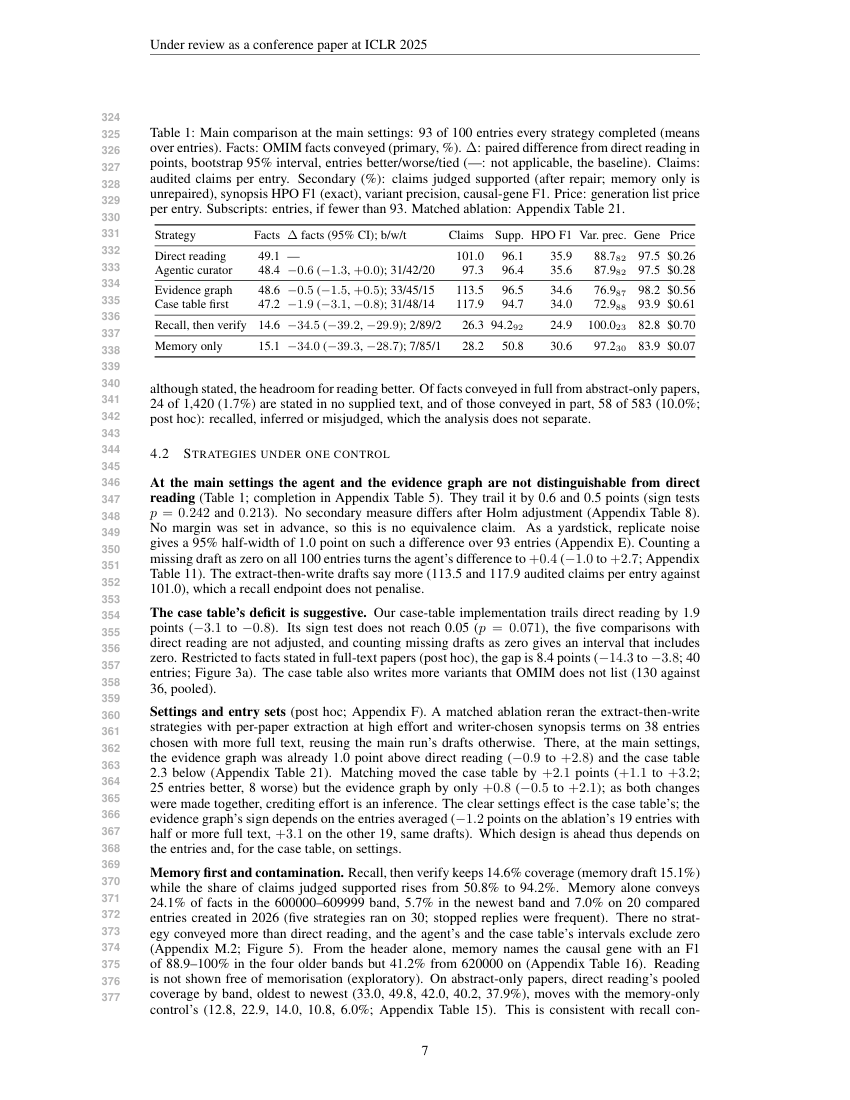 Under review as a conference paper at ICLR 2025
324
325
326
327
328
329
330
331
332
333
334
335
336
337
338
339
340
341
342
343
344
345
346
347
348
349
350
351
352
353
354
355
356
357
358
359
360
361
362
363
364
365
366
367
368
369
370
371
372
373
374
375
376
377
Table 1: Main comparison at the main settings: 93 of 100 entries every strategy completed (means
over entries). Facts: OMIM facts conveyed (primary, %). Δ: paired difference from direct reading in
points, bootstrap 95% interval, entries better/worse/tied (—: not applicable, the baseline). Claims:
audited claims per entry. Secondary (%): claims judged supported (after repair; memory only is
unrepaired), synopsis HPO F1 (exact), variant precision, causal-gene F1. Price: generation list price
per entry. Subscripts: entries, if fewer than 93. Matched ablation: Appendix Table 21.
Strategy Facts Δ facts (95% CI); b/w/t Claims Supp. HPO F1 Var. prec. Gene Price
Direct reading 49.1 — 101.0 96.1 35.9 88.7₈₂ 97.5 $0.26
Agentic curator 48.4 −0.6 (−1.3, +0.0); 31/42/20 97.3 96.4 35.6 87.9₈₂ 97.5 $0.28
Evidence graph 48.6 −0.5 (−1.5, +0.5); 33/45/15 113.5 96.5 34.6 76.9₈₇ 98.2 $0.56
Case table first 47.2 −1.9 (−3.1, −0.8); 31/48/14 117.9 94.7 34.0 72.9₈₈ 93.9 $0.61
Recall, then verify 14.6 −34.5 (−39.2, −29.9); 2/89/2 26.3 94.2₉₂ 24.9 100.0₂₃ 82.8 $0.70
Memory only 15.1 −34.0 (−39.3, −28.7); 7/85/1 28.2 50.8 30.6 97.2₃₀ 83.9 $0.07
although stated, the headroom for reading better. Of facts conveyed in full from abstract-only papers,
24 of 1,420 (1.7%) are stated in no supplied text, and of those conveyed in part, 58 of 583 (10.0%;
post hoc): recalled, inferred or misjudged, which the analysis does not separate.
4.2 STRATEGIES UNDER ONE CONTROL
At the main settings the agent and the evidence graph are not distinguishable from direct
reading (Table 1; completion in Appendix Table 5). They trail it by 0.6 and 0.5 points (sign tests
p = 0.242 and 0.213). No secondary measure differs after Holm adjustment (Appendix Table 8).
No margin was set in advance, so this is no equivalence claim. As a yardstick, replicate noise
gives a 95% half-width of 1.0 point on such a difference over 93 entries (Appendix E). Counting a
missing draft as zero on all 100 entries turns the agent's difference to +0.4 (−1.0 to +2.7; Appendix
Table 11). The extract-then-write drafts say more (113.5 and 117.9 audited claims per entry against
101.0), which a recall endpoint does not penalise.
The case table's deficit is suggestive. Our case-table implementation trails direct reading by 1.9
points (−3.1 to −0.8). Its sign test does not reach 0.05 (p = 0.071), the five comparisons with
direct reading are not adjusted, and counting missing drafts as zero gives an interval that includes
zero. Restricted to facts stated in full-text papers (post hoc), the gap is 8.4 points (−14.3 to −3.8; 40
entries; Figure 3a). The case table also writes more variants that OMIM does not list (130 against
36, pooled).
Settings and entry sets (post hoc; Appendix F). A matched ablation reran the extract-then-write
strategies with per-paper extraction at high effort and writer-chosen synopsis terms on 38 entries
chosen with more full text, reusing the main run's drafts otherwise. There, at the main settings,
the evidence graph was already 1.0 point above direct reading (−0.9 to +2.8) and the case table
2.3 below (Appendix Table 21). Matching moved the case table by +2.1 points (+1.1 to +3.2;
25 entries better, 8 worse) but the evidence graph by only +0.8 (−0.5 to +2.1); as both changes
were made together, crediting effort is an inference. The clear settings effect is the case table's; the
evidence graph's sign depends on the entries averaged (−1.2 points on the ablation's 19 entries with
half or more full text, +3.1 on the other 19, same drafts). Which design is ahead thus depends on
the entries and, for the case table, on settings.
Memory first and contamination. Recall, then verify keeps 14.6% coverage (memory draft 15.1%)
while the share of claims judged supported rises from 50.8% to 94.2%. Memory alone conveys
24.1% of facts in the 600000–609999 band, 5.7% in the newest band and 7.0% on 20 compared
entries created in 2026 (five strategies ran on 30; stopped replies were frequent). There no strat-
egy conveyed more than direct reading, and the agent's and the case table's intervals exclude zero
(Appendix M.2; Figure 5). From the header alone, memory names the causal gene with an F1
of 88.9–100% in the four older bands but 41.2% from 620000 on (Appendix Table 16). Reading
is not shown free of memorisation (exploratory). On abstract-only papers, direct reading's pooled
coverage by band, oldest to newest (33.0, 49.8, 42.0, 40.2, 37.9%), moves with the memory-only
control's (12.8, 22.9, 14.0, 10.8, 6.0%; Appendix Table 15). This is consistent with recall con-
7